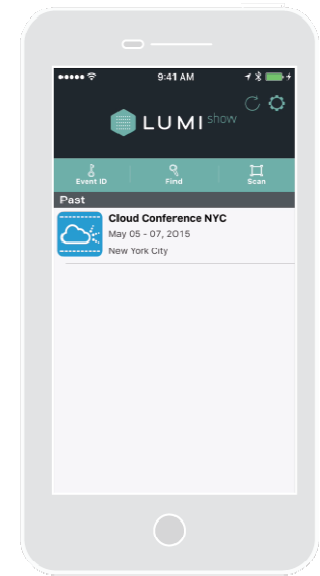 9:41 AM
LUMI show
Event ID
Find
Scan
Past
Cloud Conference NYC
May 05 - 07, 2015
New York City